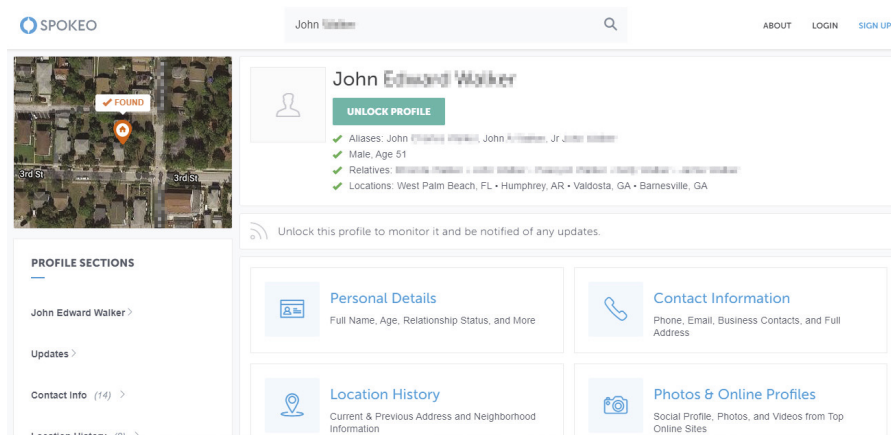 SPOKEO
John
ABOUT LOGIN SIGN UP
FOUND
3rd St 3rd St
John
UNLOCK PROFILE
Aliases: John John Jr
Male, Age 51
Relatives:
Locations: West Palm Beach, FL • Humphrey, AR • Valdosta, GA • Barnesville, GA
Unlock this profile to monitor it and be notified of any updates.
PROFILE SECTIONS
John Edward Walker >
Updates >
Contact Info (14) >
Personal Details
Full Name, Age, Relationship Status, and More
Contact Information
Phone, Email, Business Contacts, and Full
Address
Location History
Current & Previous Address and Neighborhood
Information
Photos & Online Profiles
Social Profile, Photos, and Videos from Top
Online Sites